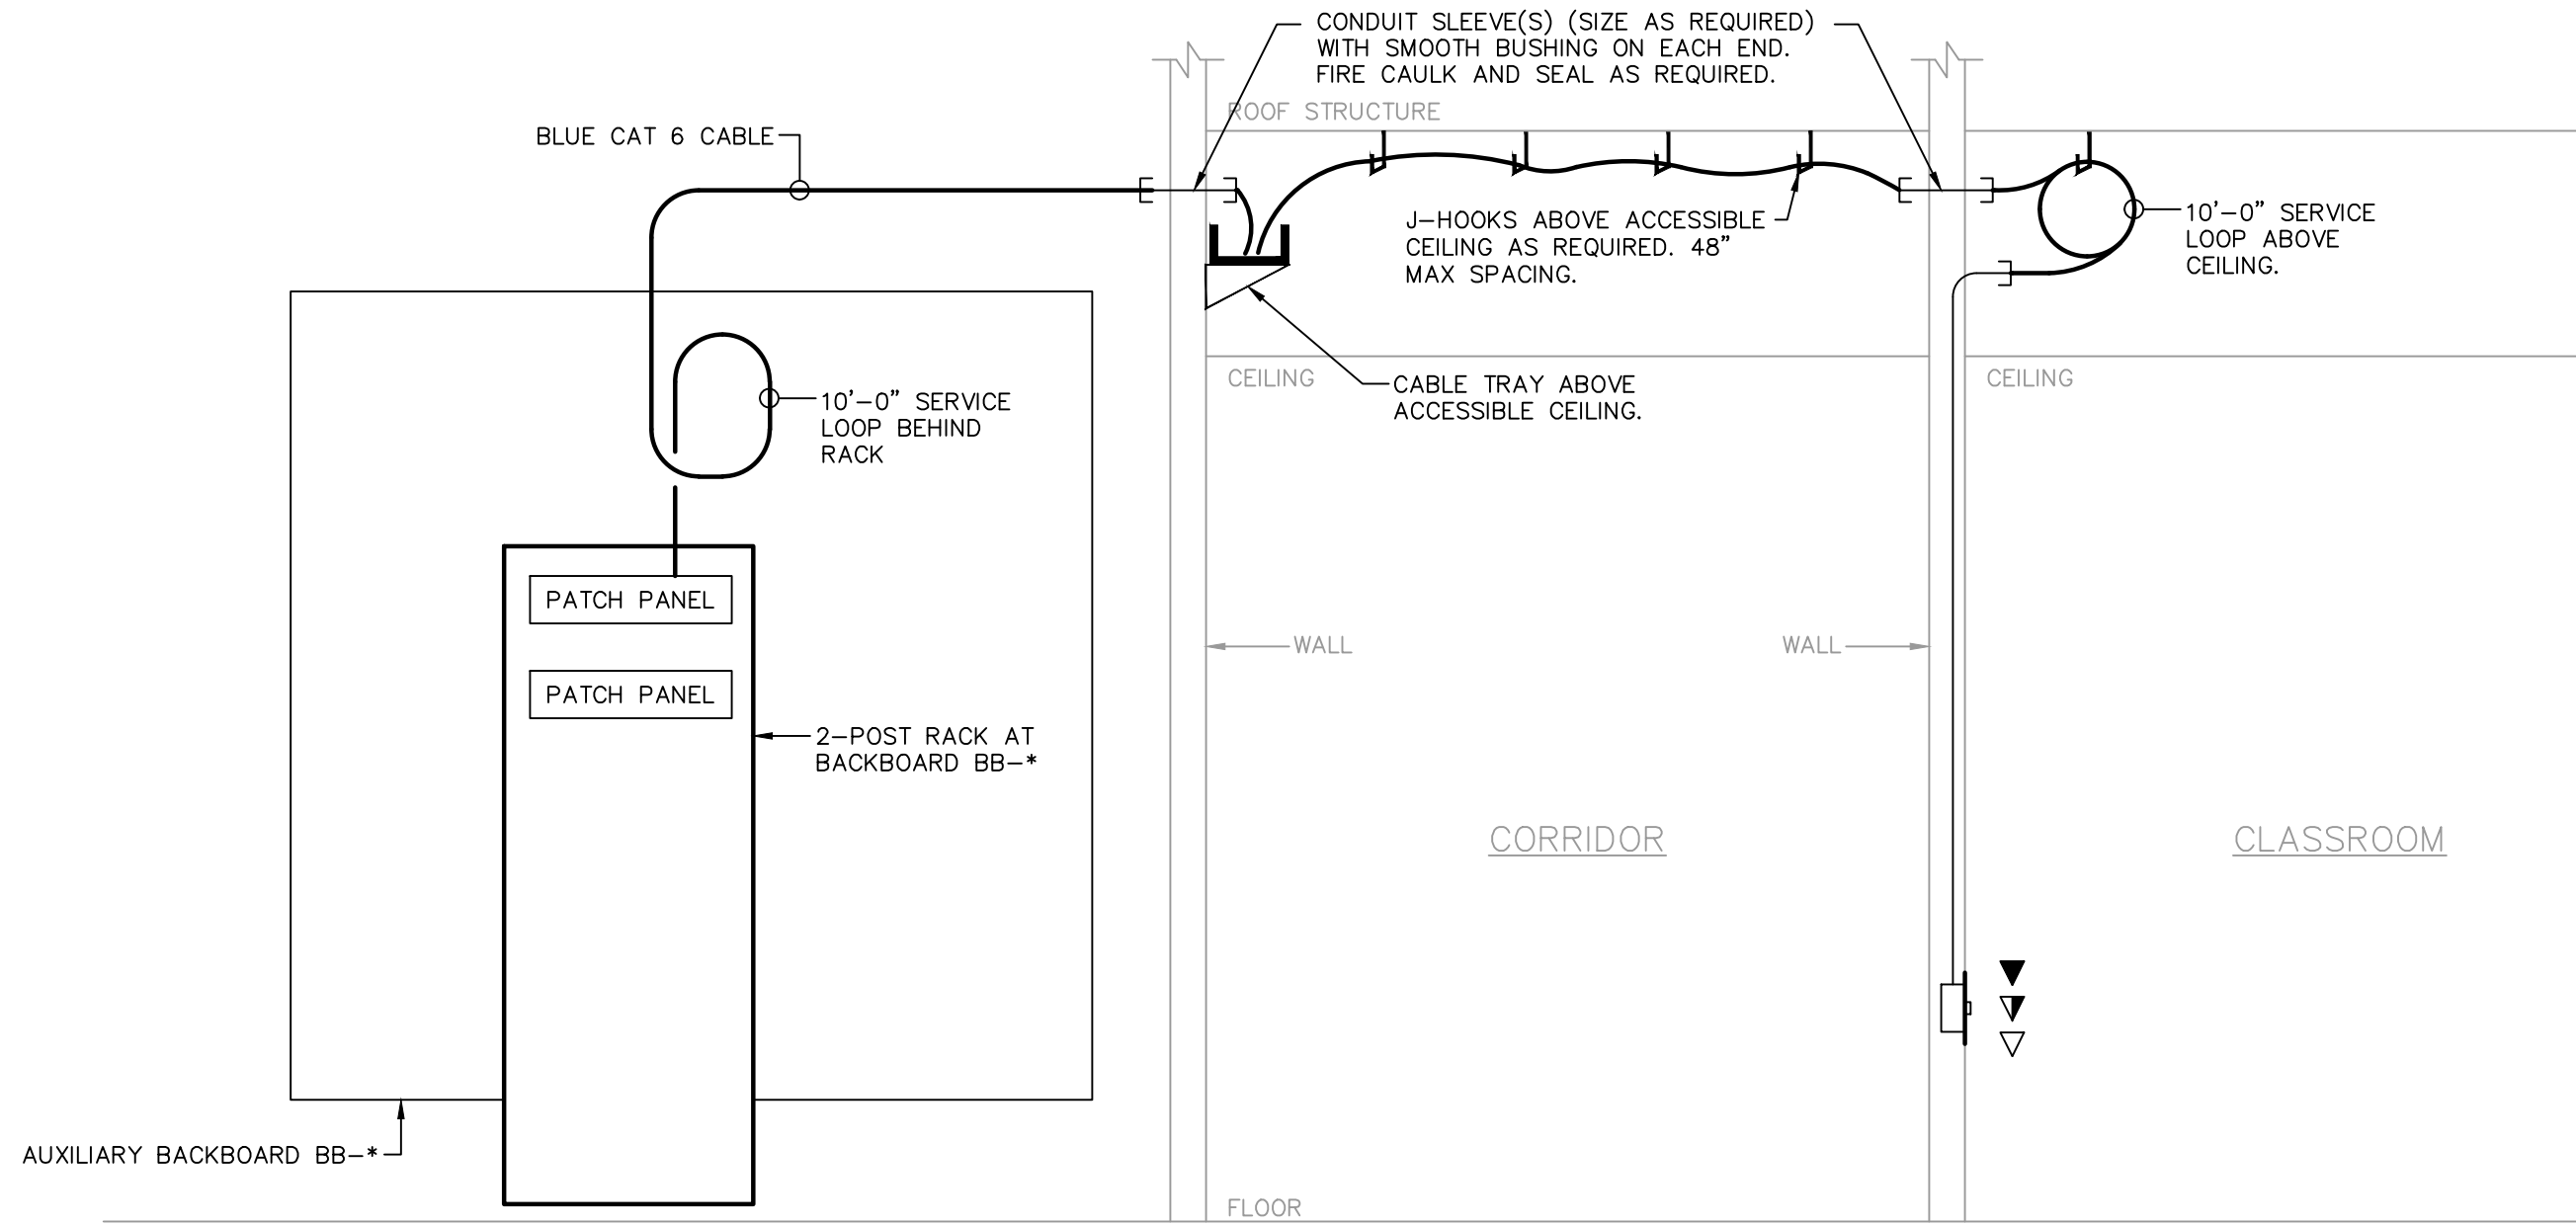 CONDUIT SLEEVE(S) (SIZE AS REQUIRED)
WITH SMOOTH BUSHING ON EACH END.
FIRE CAULK AND SEAL AS REQUIRED.
ROOF STRUCTURE
BLUE CAT 6 CABLE
J-HOOKS ABOVE ACCESSIBLE
CEILING AS REQUIRED. 48"
MAX SPACING.
10'-0" SERVICE
LOOP ABOVE
CEILING.
CEILING
CABLE TRAY ABOVE
ACCESSIBLE CEILING.
CEILING
10'-0" SERVICE
LOOP BEHIND
RACK
PATCH PANEL
WALL
WALL
PATCH PANEL
2-POST RACK AT
BACKBOARD BB-*
CORRIDOR
CLASSROOM
AUXILIARY BACKBOARD BB-*
FLOOR